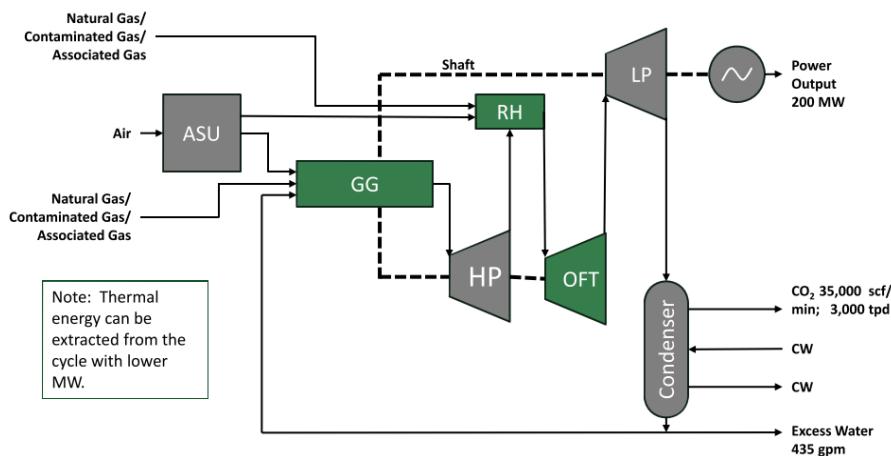 Natural Gas/
Contaminated Gas/
Associated Gas
Shaft
LP
Power
Output
200 MW
RH
Air
ASU
GG
Natural Gas/
Contaminated Gas/
Associated Gas
HP
OFT
Note: Thermal
energy can be
extracted from the
cycle with lower
MW.
Condenser
CO₂ 35,000 scf/
min; 3,000 tpd
CW
CW
Excess Water
435 gpm